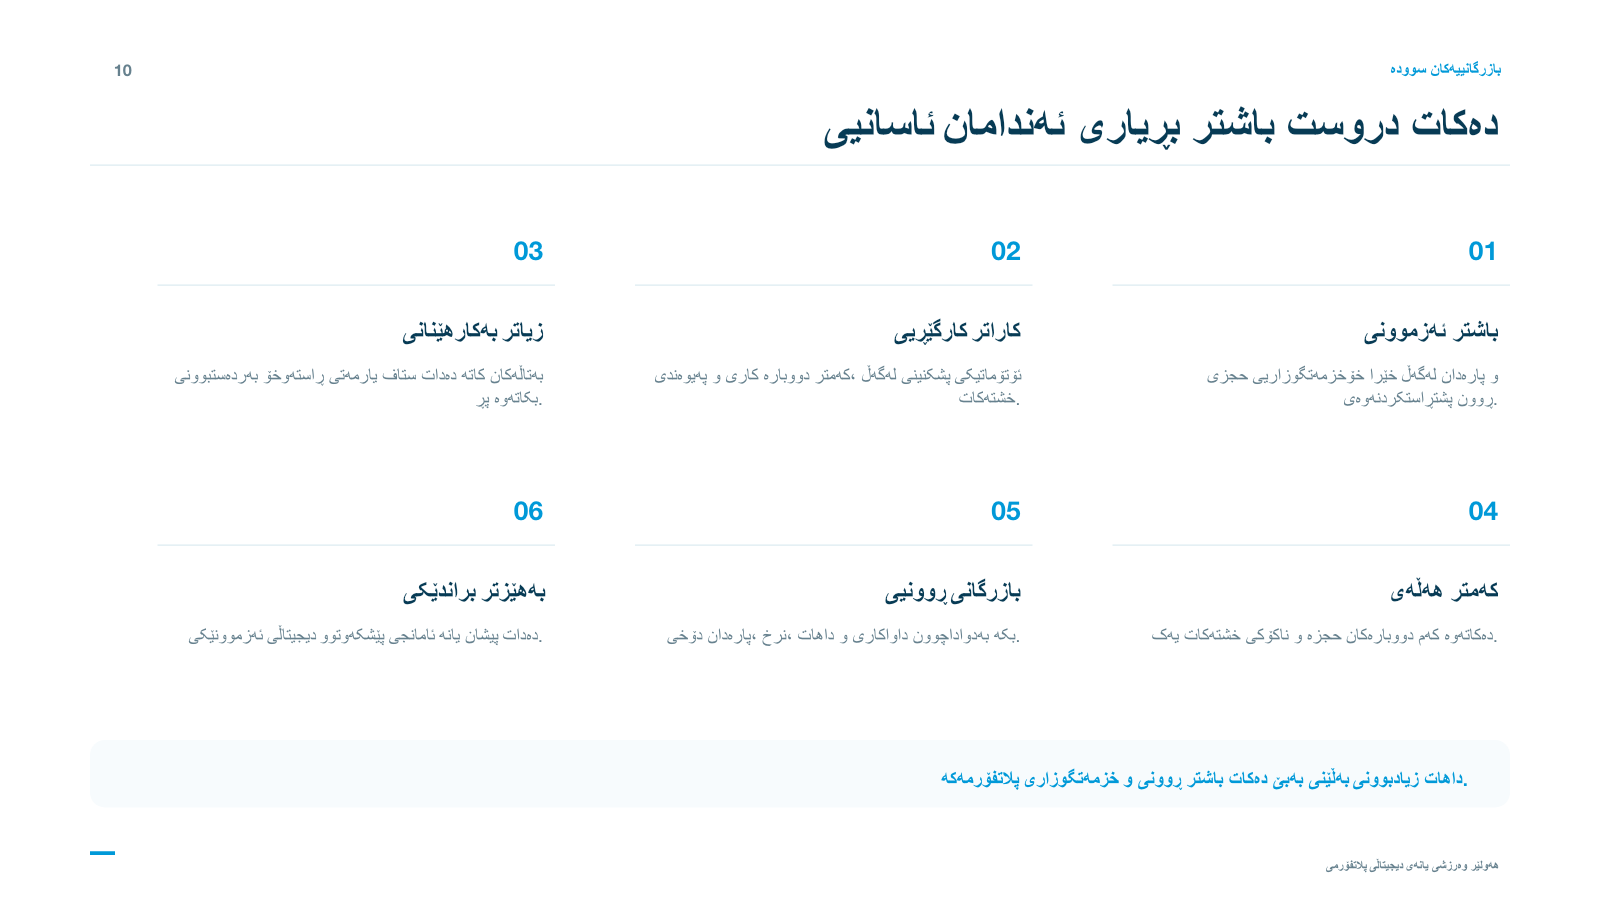 بازرگانییەکان سوودە
10
دەکات دروست باشتر بڕیاری ئەندامان ئاسانیی
01
باشتر ئەزموونی
و پارەدان لەگەڵ خێرا خۆخزمەتگوزاریی حجزی
.ڕوون پشتڕاستکردنەوەی
02
کاراتر کارگێڕیی
ئۆتۆماتیکی پشکنینی لەگەڵ ،کەمتر دووبارە کاری و پەیوەندی
.خشتەکات
03
زیاتر بەکارهێنانی
بەتاڵەکان کاتە دەدات ستاف یارمەتی ڕاستەوخۆ بەردەستبوونی
.بکاتەوە پڕ
04
کەمتر هەڵەی
.دەکاتەوە کەم دووبارەکان حجزە و ناکۆکی خشتەکات یەک
05
بازرگانی ڕوونیی
.بکە بەدواداچوون داواکاری و داهات ،نرخ ،پارەدان دۆخی
06
بەهێزتر براندێکی
.دەدات پیشان یانە ئامانجی پێشکەوتوو دیجیتاڵی ئەزموونێکی
.داهات زیادبوونی بەڵێنی بەبێ دەکات باشتر ڕوونی و خزمەتگوزاری پلاتفۆرمەکە
هەولێر وەرزشی یانەی دیجیتاڵی پلاتفۆرمی